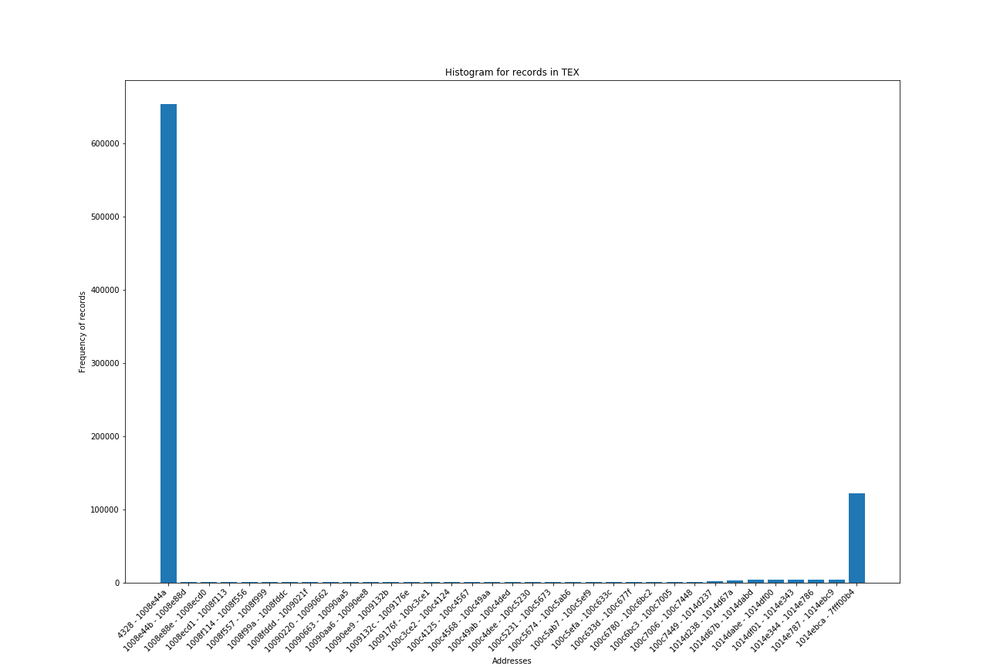 Histogram for records in TEX
600000
500000
400000
300000
200000
100000
0
Frequency of records
4328 - 1008e44a
1008e44b - 1008e88d
1008e88e - 1008ecd0
1008ecd1 - 1008f113
1008f114 - 1008f556
1008f557 - 1008f999
1008f99a - 1008fddc
1008fddd - 1009021f
10090220 - 10090662
10090663 - 10090aa5
10090aa6 - 10090ee8
10090ee9 - 1009132b
1009132c - 1009176e
1009176f - 100c3ce1
100c3ce2 - 100c4124
100c4125 - 100c4567
100c4568 - 100c49aa
100c49ab - 100c4ded
100c4dee - 100c5230
100c5231 - 100c5673
100c5674 - 100c5ab6
100c5ab7 - 100c5ef9
100c5efa - 100c633c
100c633d - 100c677f
100c6780 - 100c6bc2
100c6bc3 - 100c7005
100c7006 - 100c7448
100c7449 - 1014d237
1014d238 - 1014d67a
1014d67b - 1014dabd
1014dabe - 1014df00
1014df01 - 1014e343
1014e344 - 1014e786
1014e787 - 1014ebc9
1014ebca - 7fff00b4
Addresses